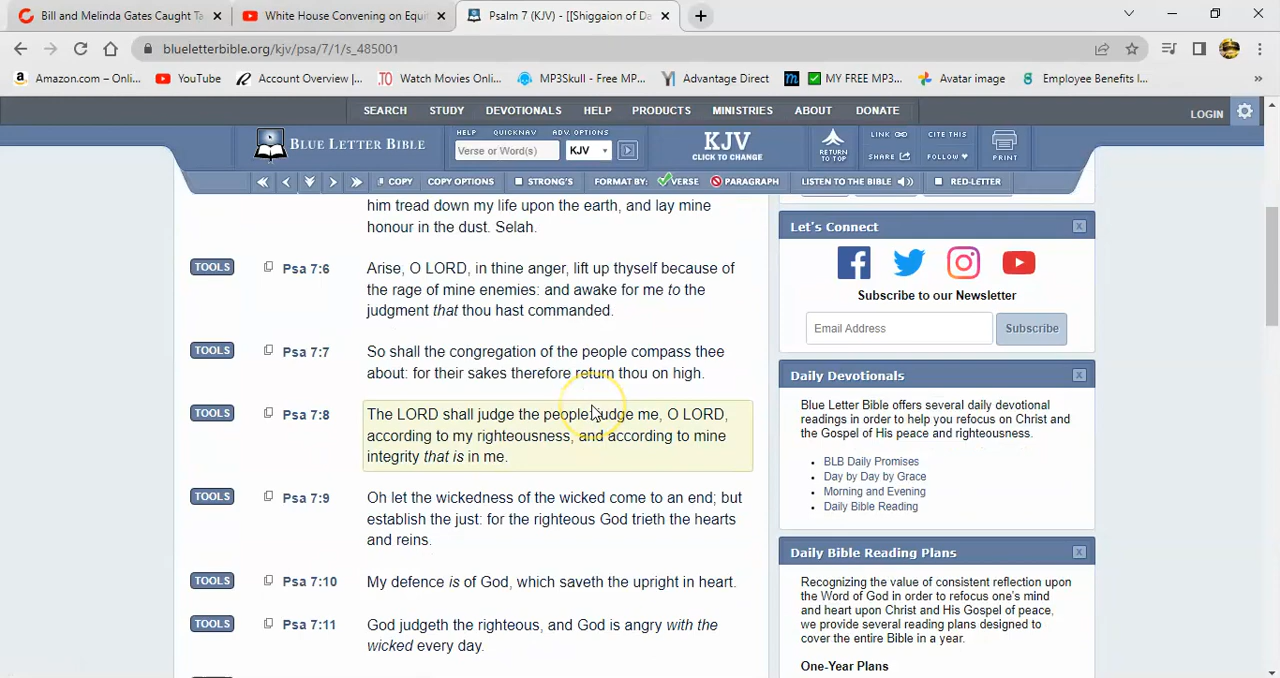 Bill and Melinda Gates Caught Ta
White House Convening on Equi
Psalm 7 (KJV) - [[Shiggaion of Da
blueletterbible.org/kjv/psa/7/1/s_485001
Amazon.com – Onli...
YouTube
Account Overview |...
Watch Movies Onli...
MP3Skull - Free MP...
Advantage Direct
MY FREE MP3...
Avatar image
Employee Benefits I...
»
SEARCH STUDY DEVOTIONALS HELP PRODUCTS MINISTRIES ABOUT DONATE
LOGIN
BLUE LETTER BIBLE
HELP QUICKNAV ADV. OPTIONS
Verse or Word(s)
KJV
KJV
CLICK TO CHANGE
RETURN
TO TOP
LINK
SHARE
CITE THIS
FOLLOW
PRINT
COPY COPY OPTIONS STRONG'S FORMAT BY: VERSE PARAGRAPH LISTEN TO THE BIBLE RED-LETTER
him tread down my life upon the earth, and lay mine
honour in the dust. Selah.
TOOLS Psa 7:6 Arise, O LORD, in thine anger, lift up thyself because of
the rage of mine enemies: and awake for me to the
judgment that thou hast commanded.
TOOLS Psa 7:7 So shall the congregation of the people compass thee
about: for their sakes therefore return thou on high.
TOOLS Psa 7:8 The LORD shall judge the people judge me, O LORD,
according to my righteousness, and according to mine
integrity that is in me.
TOOLS Psa 7:9 Oh let the wickedness of the wicked come to an end; but
establish the just: for the righteous God trieth the hearts
and reins.
TOOLS Psa 7:10 My defence is of God, which saveth the upright in heart.
TOOLS Psa 7:11 God judgeth the righteous, and God is angry with the
wicked every day.
Let's Connect
Subscribe to our Newsletter
Email Address
Subscribe
Daily Devotionals
Blue Letter Bible offers several daily devotional
readings in order to help you refocus on Christ and
the Gospel of His peace and righteousness.
BLB Daily Promises
Day by Day by Grace
Morning and Evening
Daily Bible Reading
Daily Bible Reading Plans
Recognizing the value of consistent reflection upon
the Word of God in order to refocus one's mind
and heart upon Christ and His Gospel of peace,
we provide several reading plans designed to
cover the entire Bible in a year.
One-Year Plans